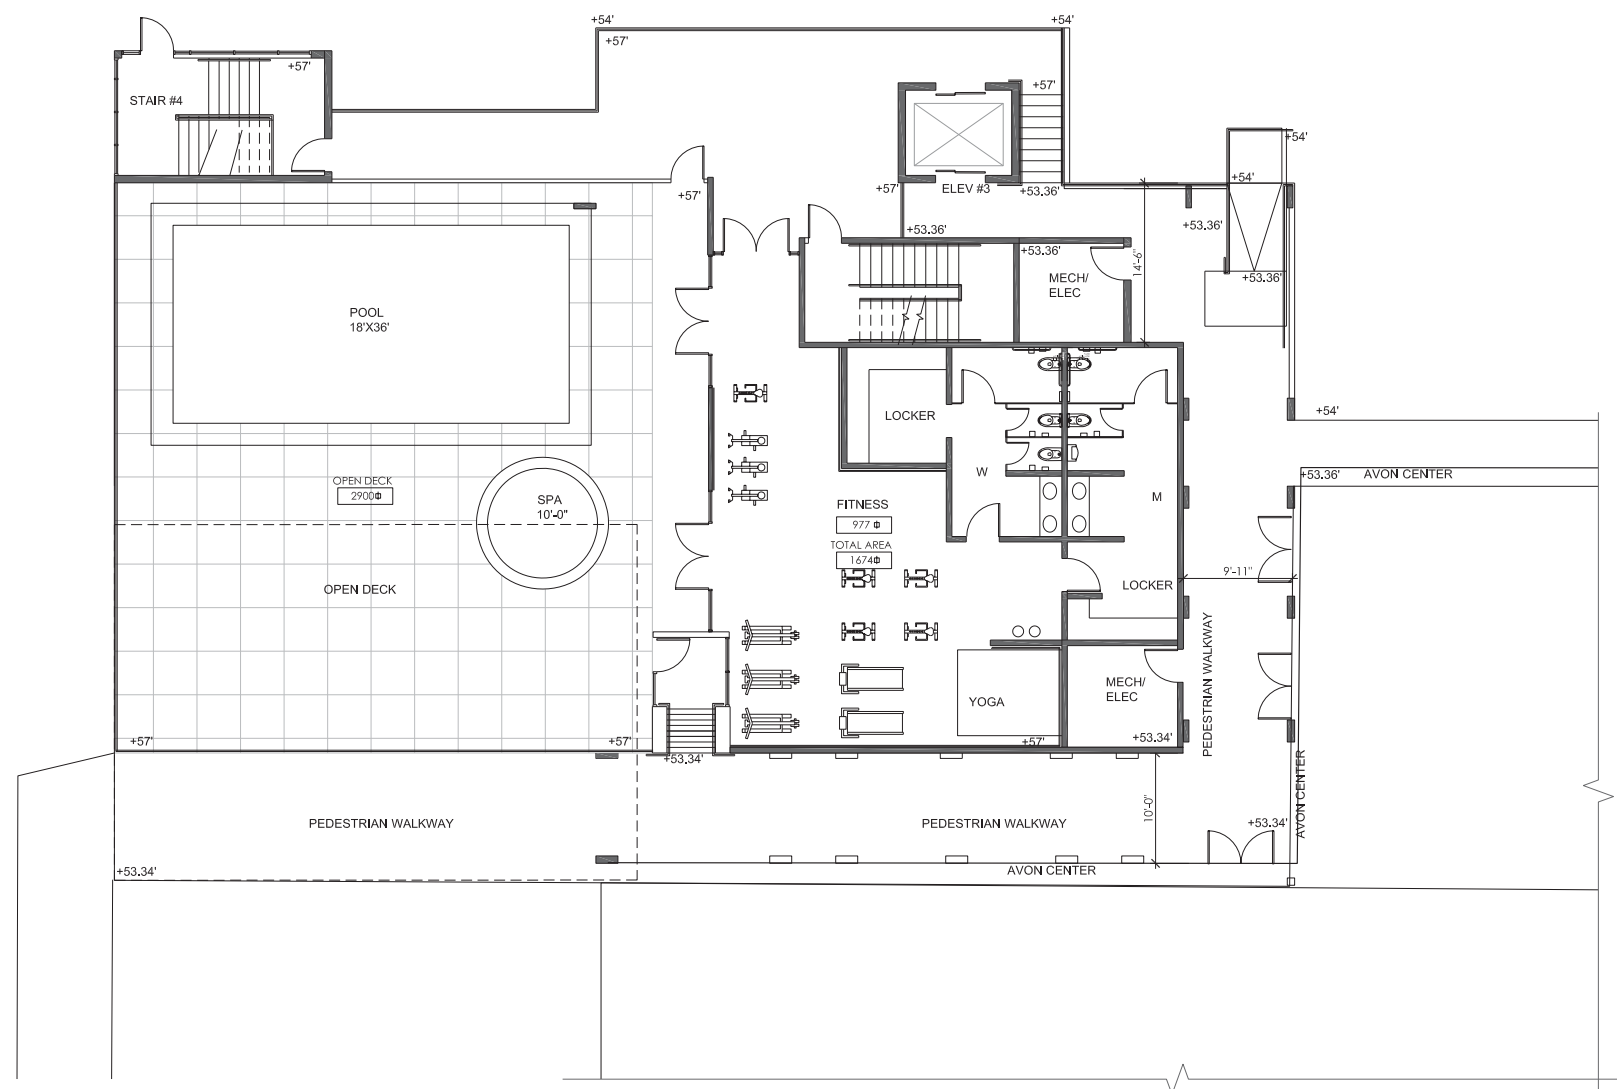 +54'
+54'
+57'
+57'
STAIR #4
+57'
+54'
+54'
+57'
+57'
ELEV #3
+53.36'
+53.36'
+53.36'
+53.36'
14'-6"
MECH/
ELEC
+53.36'
POOL
18'X36'
LOCKER
+54'
OPEN DECK
2900Φ
SPA
10'-0"
W
M
+53.36'
AVON CENTER
FITNESS
977 Φ
TOTAL AREA
1674Φ
9'-11"
OPEN DECK
LOCKER
PEDESTRIAN WALKWAY
YOGA
MECH/
ELEC
+57'
+57'
+57'
+53.34'
+53.34'
AVON CENTER
10'-0"
PEDESTRIAN WALKWAY
PEDESTRIAN WALKWAY
+53.34'
+53.34'
AVON CENTER